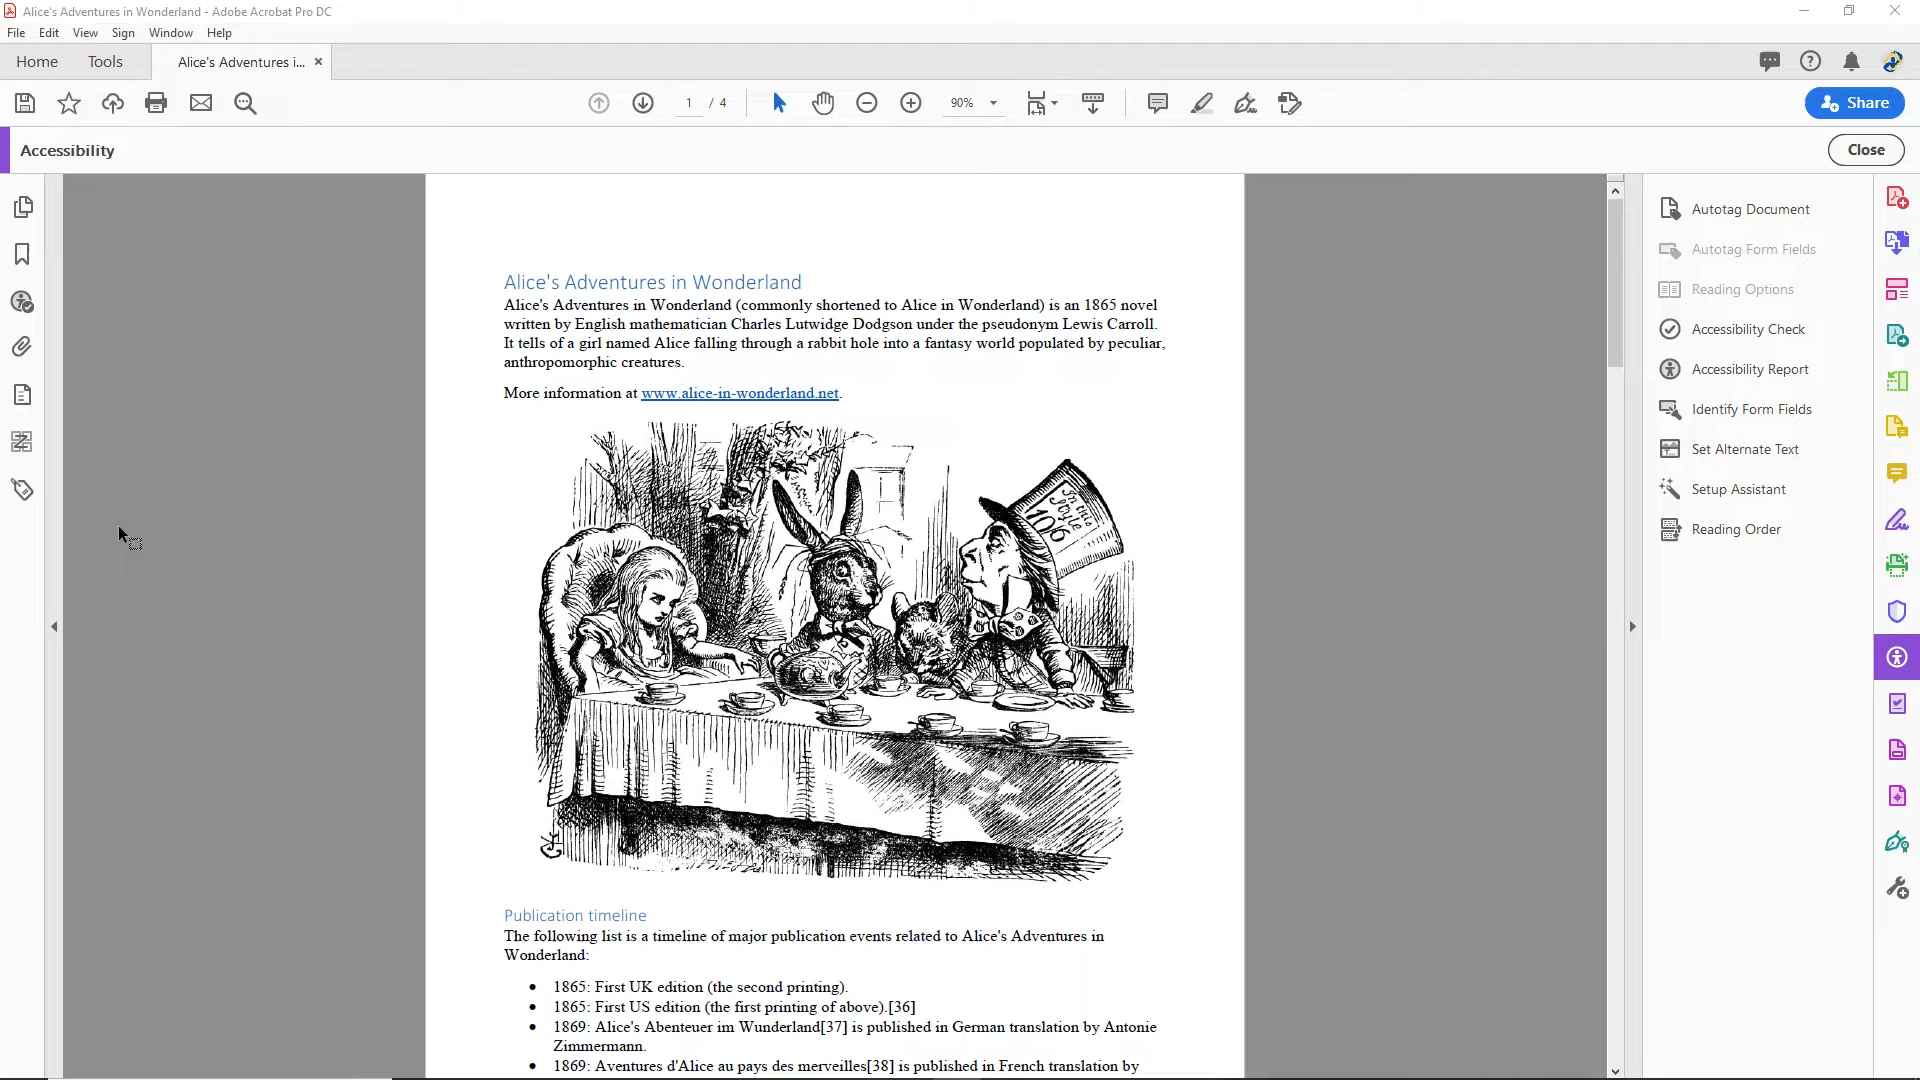 Alice's Adventures in Wonderland - Adobe Acrobat Pro DC
File Edit View Sign Window Help
Home Tools Alice's Adventures i... ×
1 / 4 90% Share
Accessibility Close
Alice's Adventures in Wonderland
Alice's Adventures in Wonderland (commonly shortened to Alice in Wonderland) is an 1865 novel
written by English mathematician Charles Lutwidge Dodgson under the pseudonym Lewis Carroll.
It tells of a girl named Alice falling through a rabbit hole into a fantasy world populated by peculiar,
anthropomorphic creatures.
More information at www.alice-in-wonderland.net.
In this
Style
10/6
Publication timeline
The following list is a timeline of major publication events related to Alice's Adventures in
Wonderland:
• 1865: First UK edition (the second printing).
• 1865: First US edition (the first printing of above).[36]
• 1869: Alice's Abenteuer im Wunderland[37] is published in German translation by Antonie
Zimmermann.
• 1869: Aventures d'Alice au pays des merveilles[38] is published in French translation by
Autotag Document
Autotag Form Fields
Reading Options
Accessibility Check
Accessibility Report
Identify Form Fields
Set Alternate Text
Setup Assistant
Reading Order